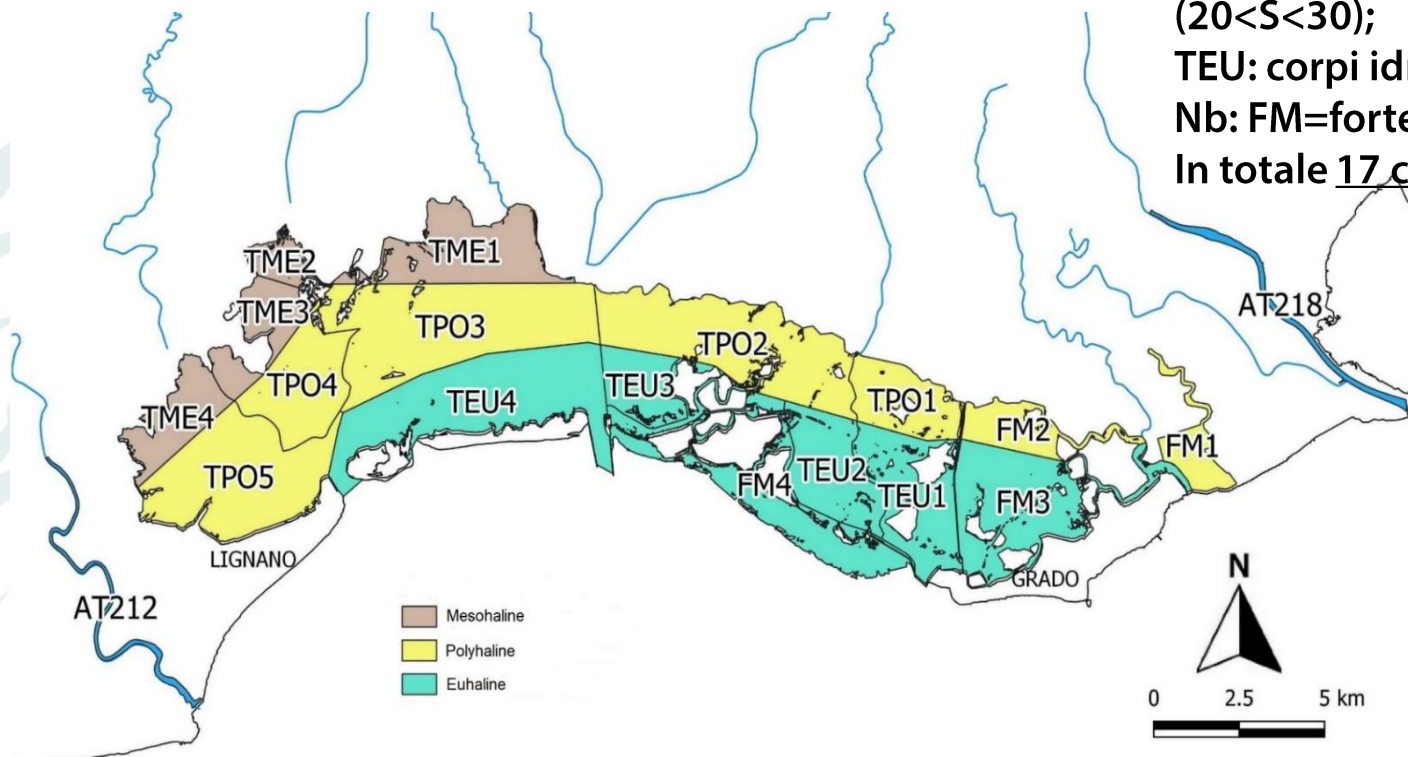 (20<S<30);
TEU: corpi
Nb: FM=forte
In totale 17
TME1
TME2
TME3
AT218
TPO3
TPO2
TPO4
TEU3
TME4
TEU4
TPO1
FM2
FM1
TPO5
TEU2
FM4
TEU1
FM3
LIGNANO
GRADO
AT212
Mesohaline
Polyhaline
Euhaline
N
0 2.5 5 km